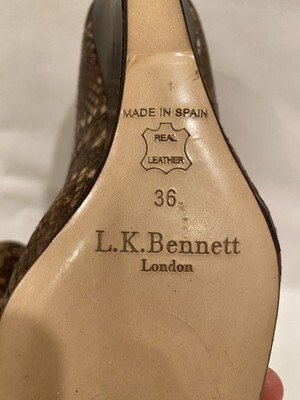 MADE IN SPAIN
REAL
LEATHER
36
L.K.Bennett
London